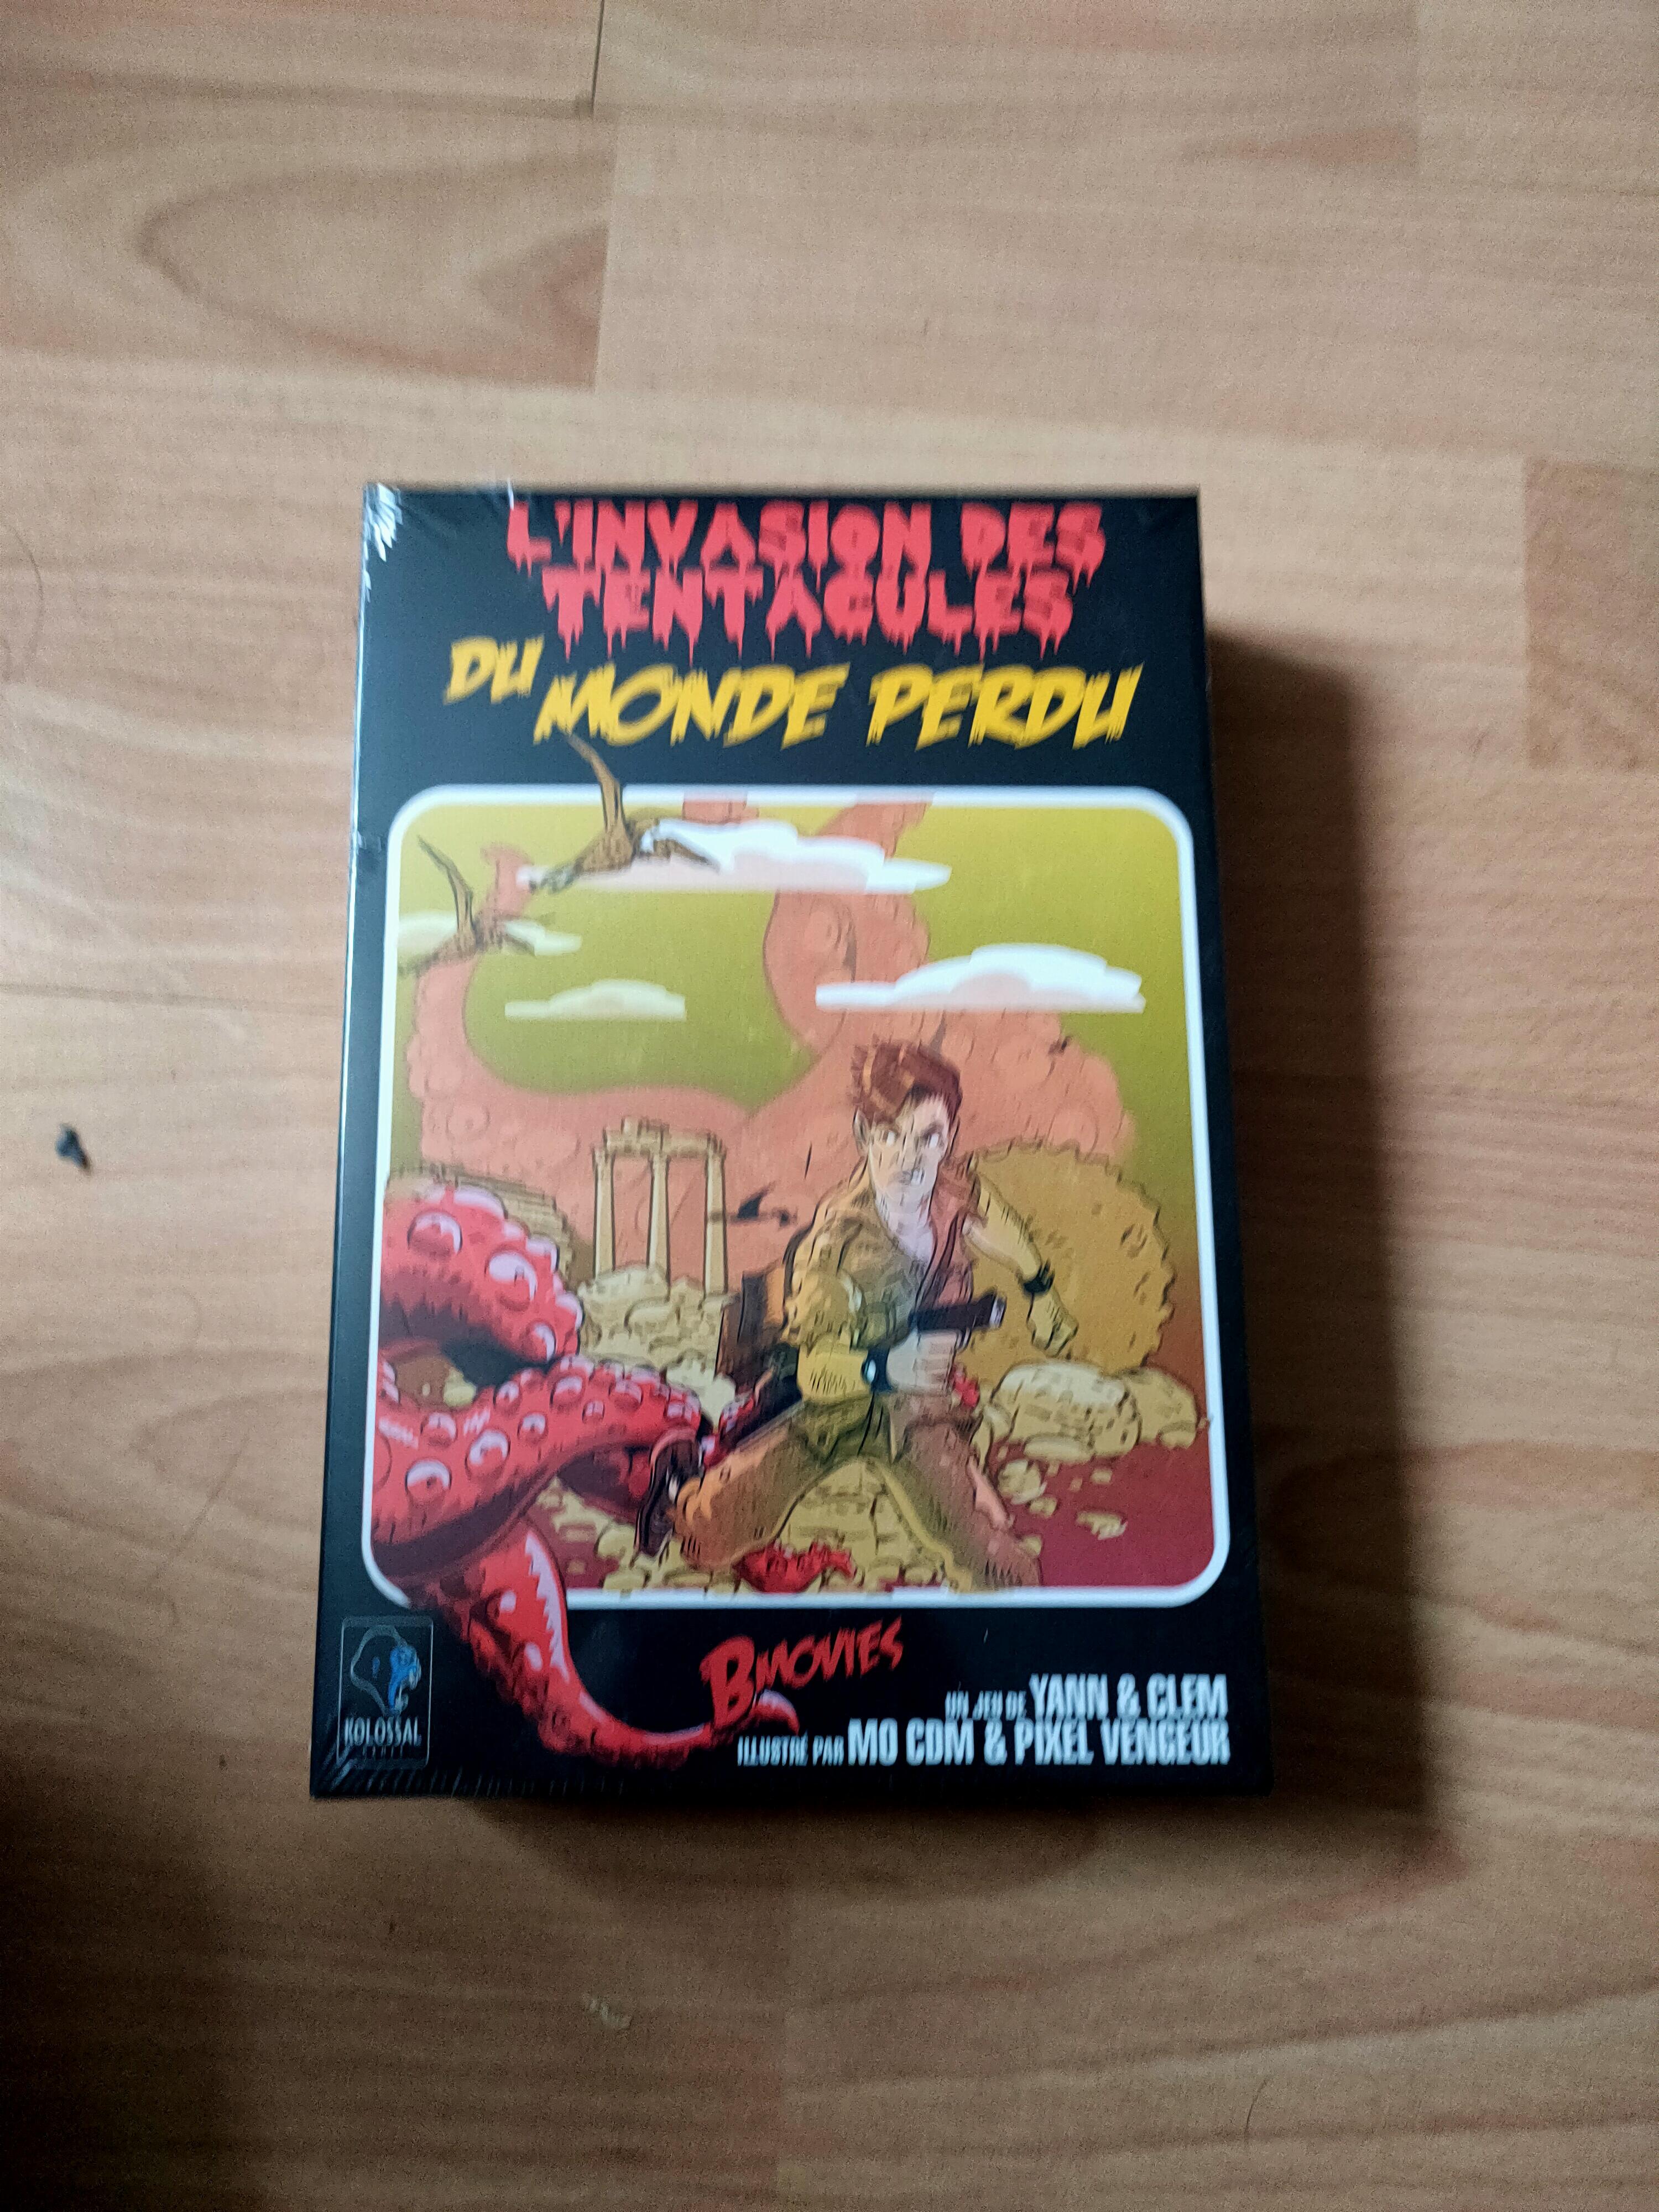 L'INVASION DES
TENTACULES
DU MONDE PERDU
BMOVIES
UN JEU DE YANN & CLEM
ILLUSTRÉ PAR MO CDM & PIXEL VENGEUR
KOLOSSAL